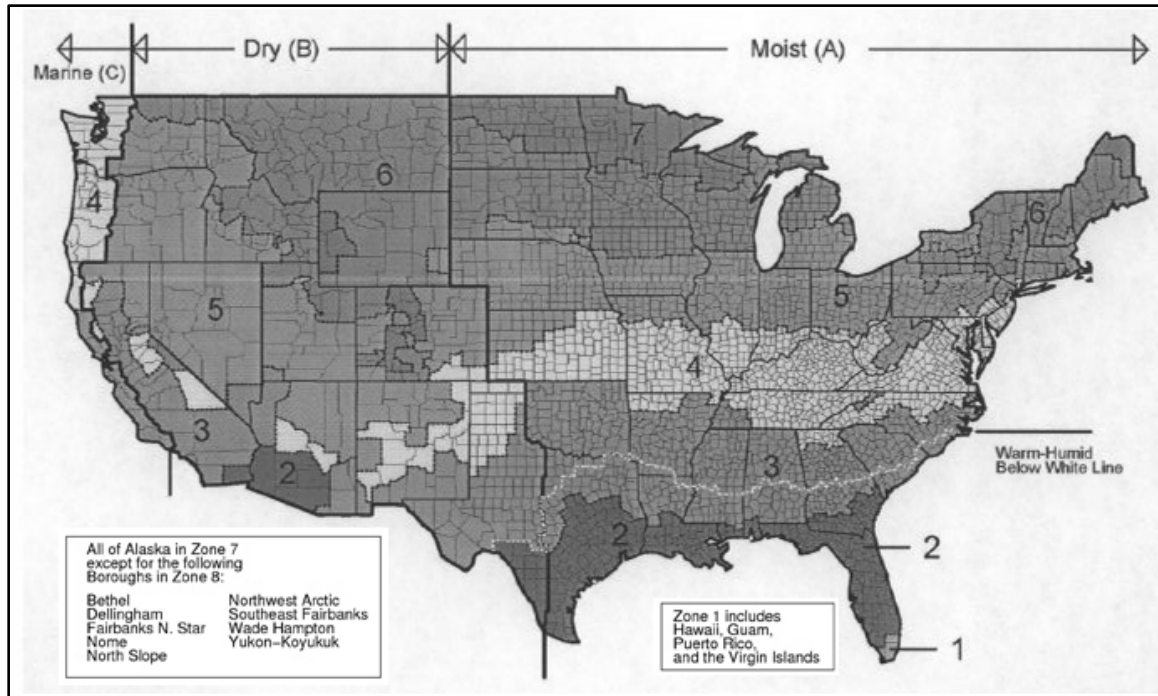 Marine (C)
Dry (B)
Moist (A)
7
6
4
6
5
5
4
3
3
2
2
Warm-Humid
Below White Line
2
1
All of Alaska in Zone 7
except for the following
Boroughs in Zone 8:
Bethel Northwest Arctic
Dellingham Southeast Fairbanks
Fairbanks N. Star Wade Hampton
Nome Yukon-Koyukuk
North Slope
Zone 1 includes
Hawaii, Guam,
Puerto Rico,
and the Virgin Islands